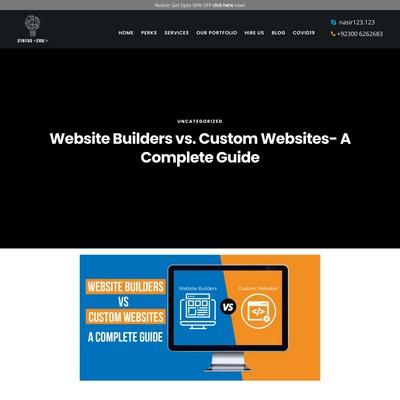 Notice: Get Upto 50% OFF click here now!
HOME PERKS SERVICES OUR PORTFOLIO HIRE US BLOG COVID19
nasir123.123
+92300 6262683
UNCATEGORIZED
Website Builders vs. Custom Websites- A
Complete Guide
WEBSITE BUILDERS
VS
CUSTOM WEBSITES
A COMPLETE GUIDE
Website Builders
VS
Custom Websites